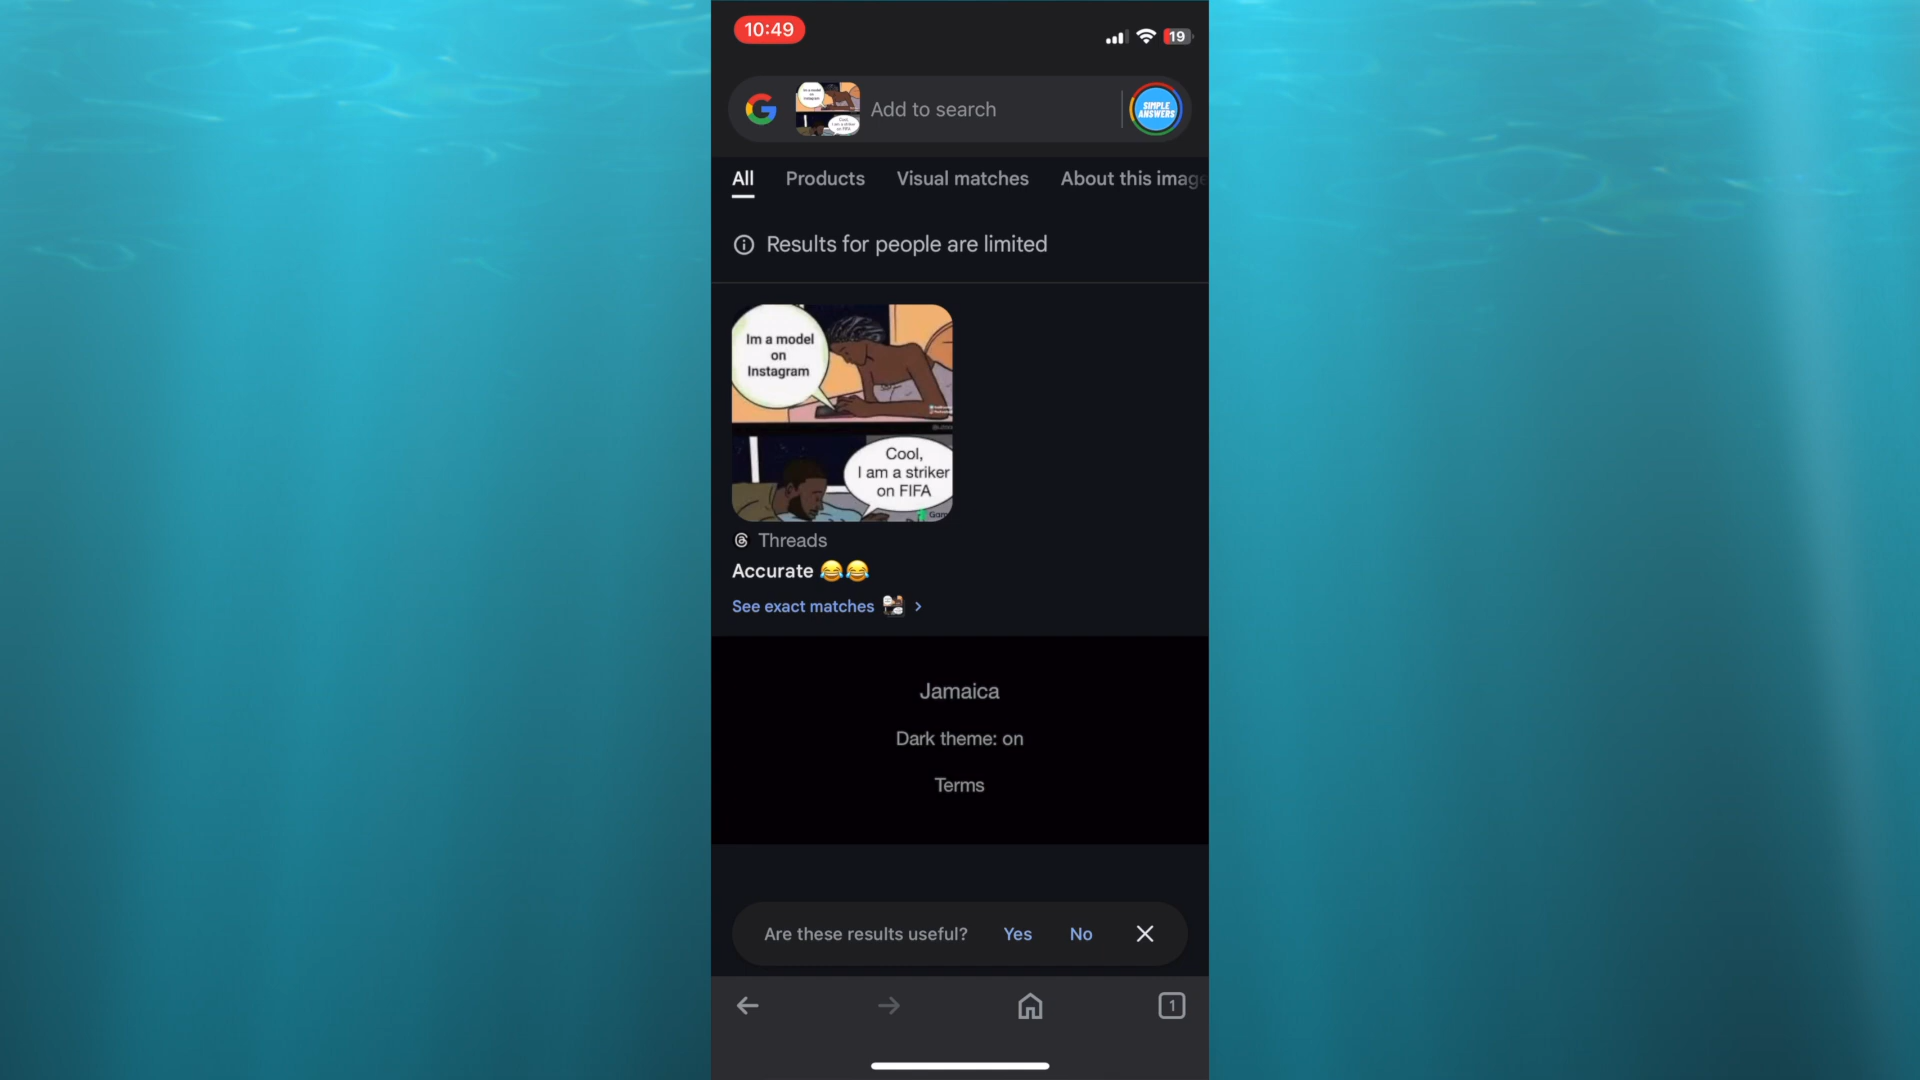 10:49
19
Add to search
SIMPLE
ANSWERS
All Products Visual matches About this image
Results for people are limited
Im a model
on
Instagram
Cool,
I am a striker
on FIFA
Threads
Accurate 😂😂
See exact matches
Jamaica
Dark theme: on
Terms
Are these results useful? Yes No
1